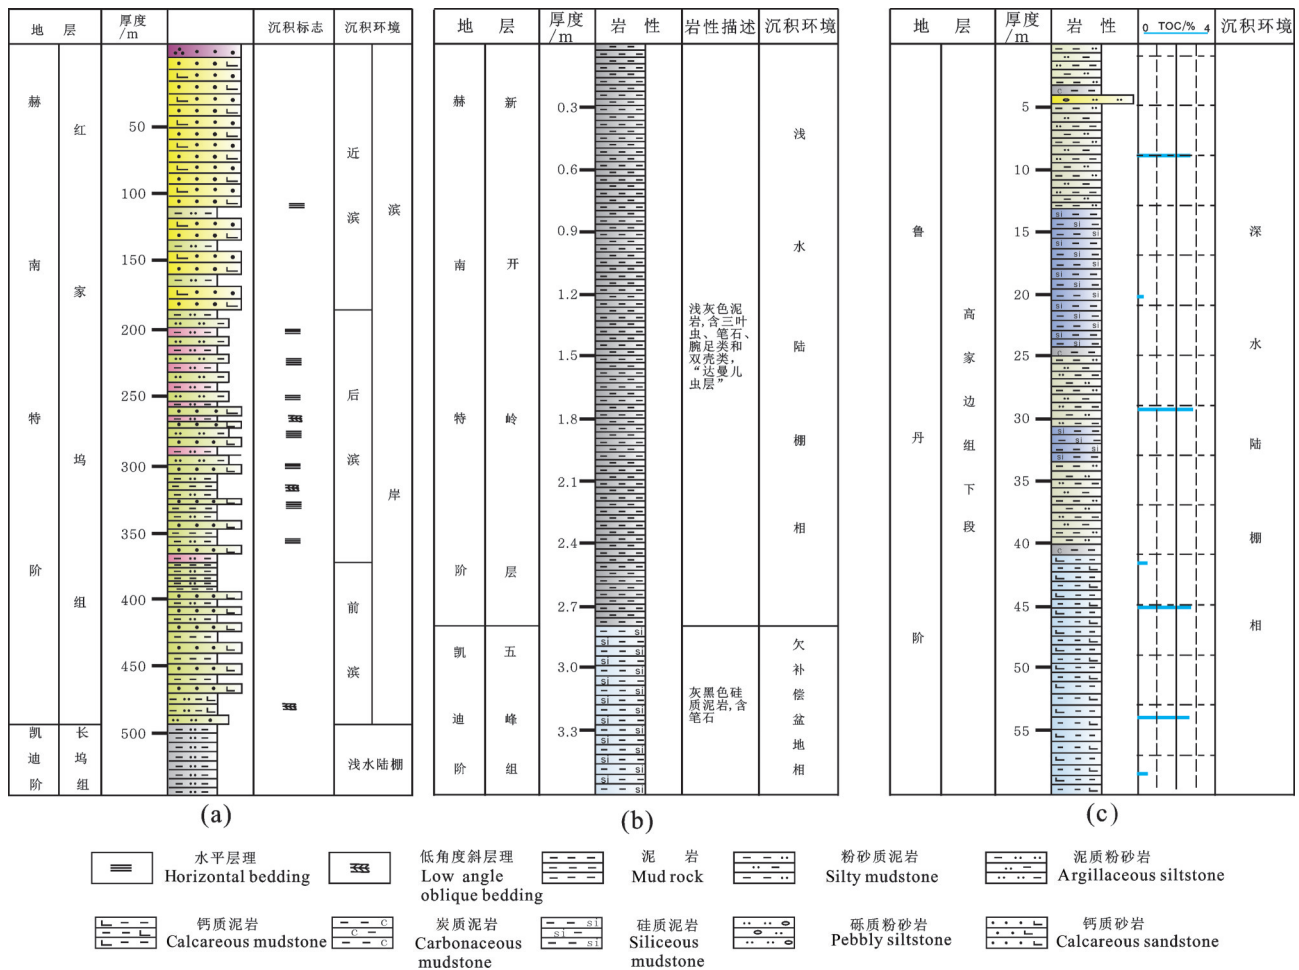 地 层
厚度
/m
沉积标志
沉积环境
赫
南
特
阶
红
家
坞
组
50
100
150
200
250
300
350
400
450
500
近
滨
后
滨
前
滨
滨
岸
凯
迪
阶
长
坞
组
浅水陆棚
(a)
地 层
厚度
/m
岩 性
岩性描述
沉积环境
赫
南
特
阶
新
开
岭
层
0.3
0.6
0.9
1.2
1.5
1.8
2.1
2.4
2.7
3.0
3.3
浅灰色泥
岩,含三叶
虫、笔石、
腕足类和
双壳类,
“达曼儿
虫层”
浅
水
陆
棚
相
凯
迪
阶
五
峰
组
灰黑色硅
质泥岩,含
笔石
欠
补
偿
盆
地
相
(b)
地 层
厚度
/m
岩 性
0 TOC/% 4
沉积环境
鲁
丹
阶
高
家
边
组
下
段
5
10
15
20
25
30
35
40
45
50
55
深
水
陆
棚
相
(c)
水平层理
Horizontal bedding
低角度斜层理
Low angle
oblique bedding
泥 岩
Mud rock
粉砂质泥岩
Silty mudstone
泥质粉砂岩
Argillaceous siltstone
钙质泥岩
Calcareous mudstone
炭质泥岩
Carbonaceous
mudstone
硅质泥岩
Siliceous
mudstone
砾质粉砂岩
Pebbly siltstone
钙质砂岩
Calcareous sandstone